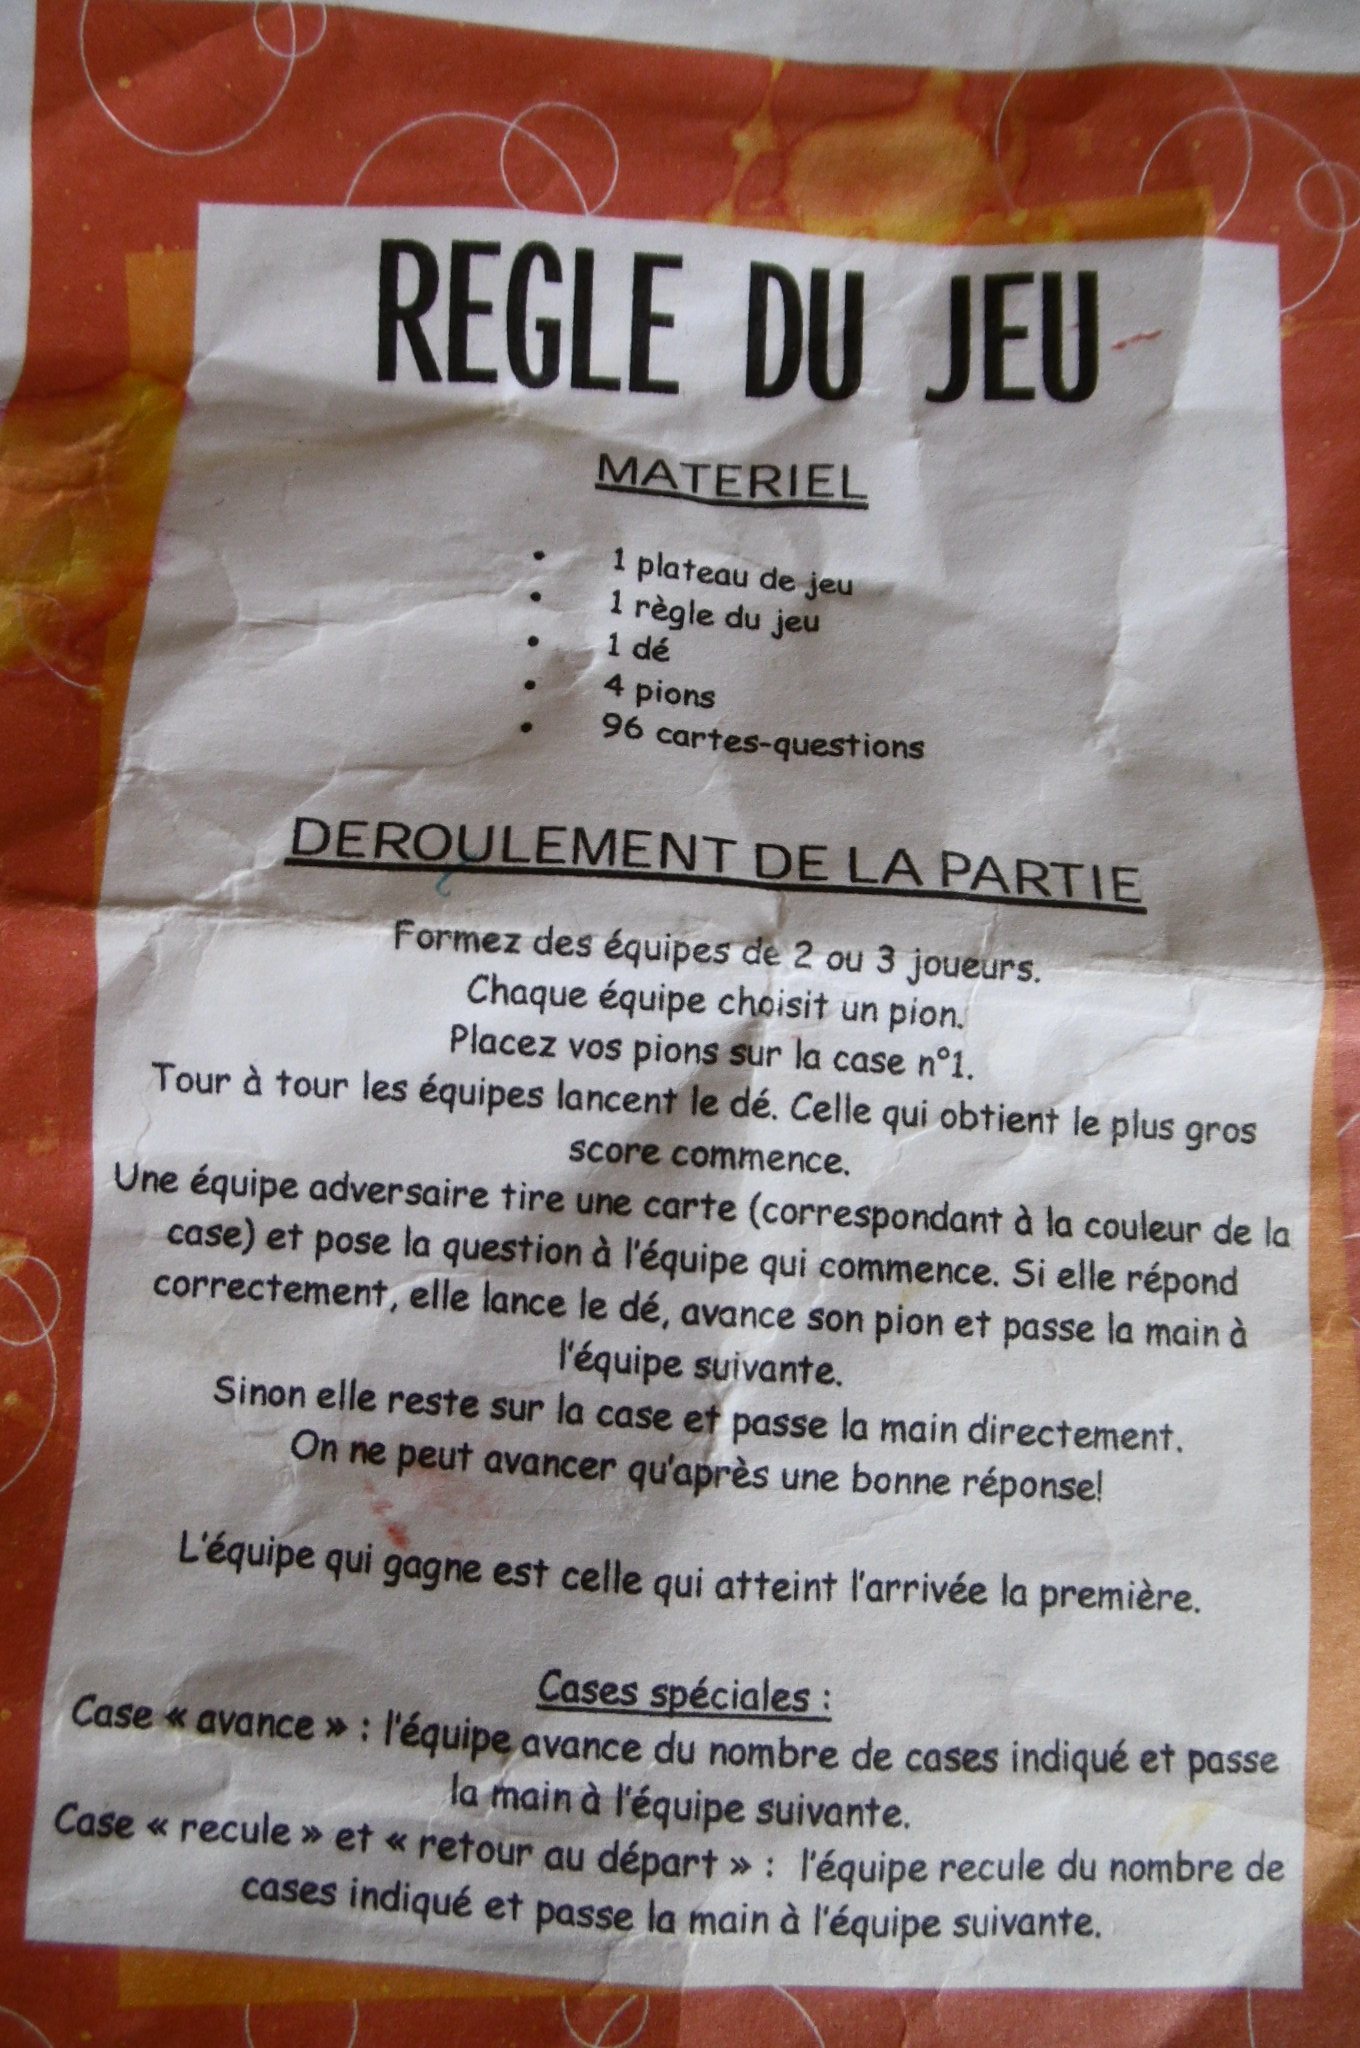 REGLE DU JEU
MATERIEL
• 1 plateau de jeu
• 1 règle du jeu
• 1 dé
• 4 pions
• 96 cartes-questions
DEROULEMENT DE LA PARTIE
Formez des équipes de 2 ou 3 joueurs.
Chaque équipe choisit un pion.
Placez vos pions sur la case n°1.
Tour à tour les équipes lancent le dé. Celle qui obtient le plus gros
score commence.
Une équipe adversaire tire une carte (correspondant à la couleur de la
case) et pose la question à l'équipe qui commence. Si elle répond
correctement, elle lance le dé, avance son pion et passe la main à
l'équipe suivante.
Sinon elle reste sur la case et passe la main directement.
On ne peut avancer qu'après une bonne réponse!
L'équipe qui gagne est celle qui atteint l'arrivée la première.
Cases spéciales :
Case « avance » : l'équipe avance du nombre de cases indiqué et passe
la main à l'équipe suivante.
Case « recule » et « retour au départ » : l'équipe recule du nombre de
cases indiqué et passe la main à l'équipe suivante.